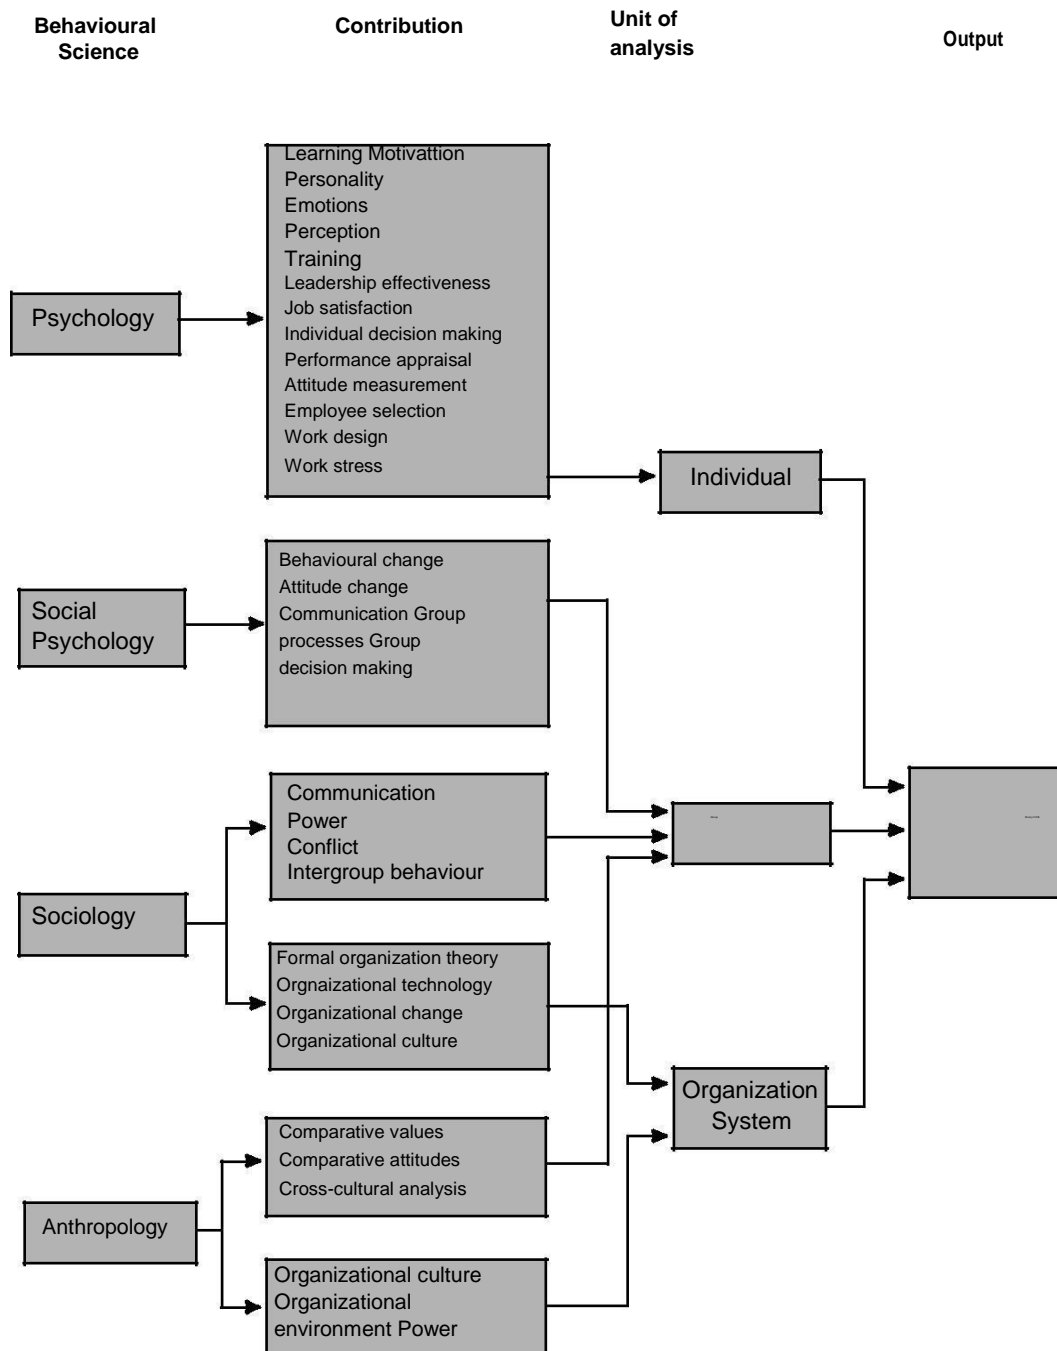 Behavioural
Science
Contribution
Unit of
analysis
Output
Psychology
Learning Motivattion
Personality
Emotions
Perception
Training
Leadership effectiveness
Job satisfaction
Individual decision making
Performance appraisal
Attitude measurement
Employee selection
Work design
Work stress
Individual
Social
Psychology
Behavioural change
Attitude change
Communication Group
processes Group
decision making
Sociology
Communication
Power
Conflict
Intergroup behaviour
Formal organization theory
Orgnaizational technology
Organizational change
Organizational culture
Organization
System
Anthropology
Comparative values
Comparative attitudes
Cross-cultural analysis
Organizational culture
Organizational
environment Power